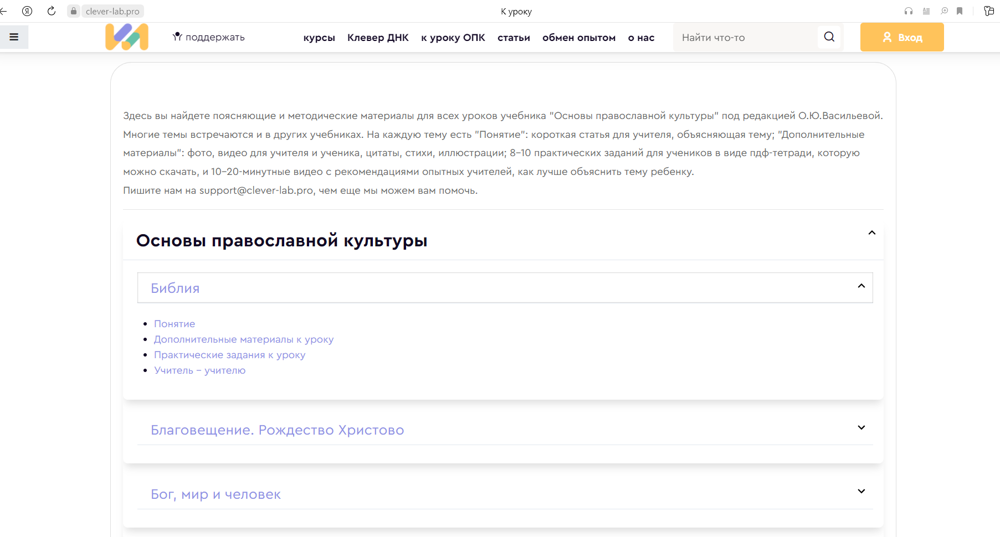 clever-lab.pro
К уроку
поддержать
курсы
Клевер ДНК
к уроку ОПК
статьи
обмен опытом
о нас
Найти что-то
Вход
Здесь вы найдете поясняющие и методические материалы для всех уроков учебника "Основы православной культуры" под редакцией О.Ю.Васильевой.
Многие темы встречаются и в других учебниках. На каждую тему есть "Понятие": короткая статья для учителя, объясняющая тему; "Дополнительные
материалы": фото, видео для учителя и ученика, цитаты, стихи, иллюстрации; 8-10 практических заданий для учеников в виде пдф-тетради, которую
можно скачать, и 10-20-минутные видео с рекомендациями опытных учителей, как лучше объяснить тему ребенку.
Пишите нам на support@clever-lab.pro, чем еще мы можем вам помочь.
Основы православной культуры
Библия
Понятие
Дополнительные материалы к уроку
Практические задания к уроку
Учитель - учителю
Благовещение. Рождество Христово
Бог, мир и человек